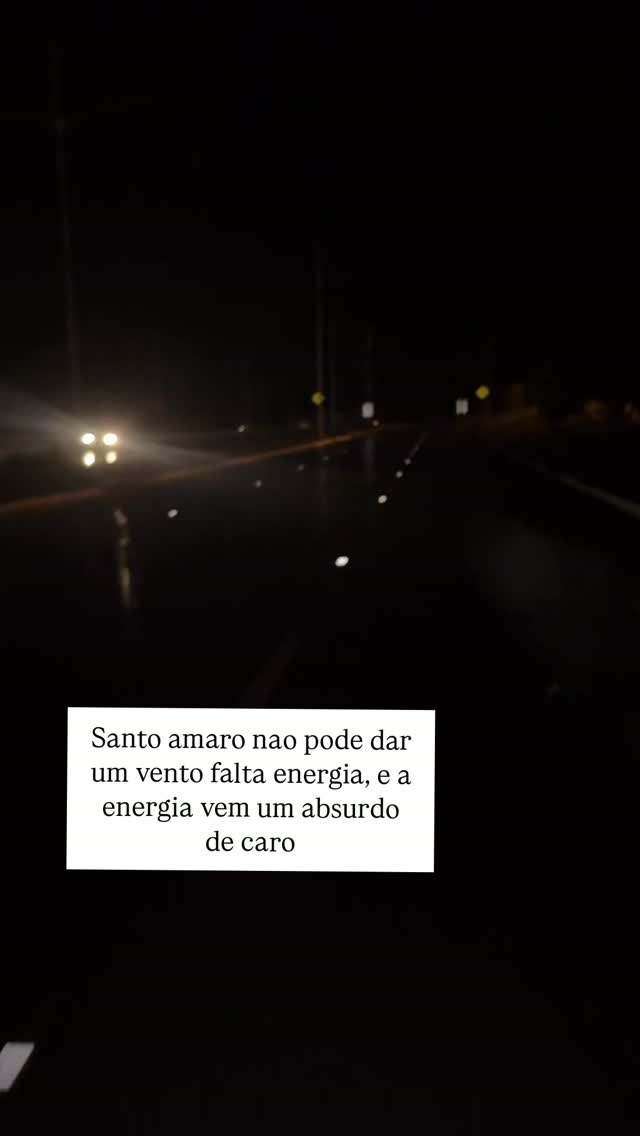 Santo amaro nao pode dar
um vento falta energia, e a
energia vem um absurdo
de caro